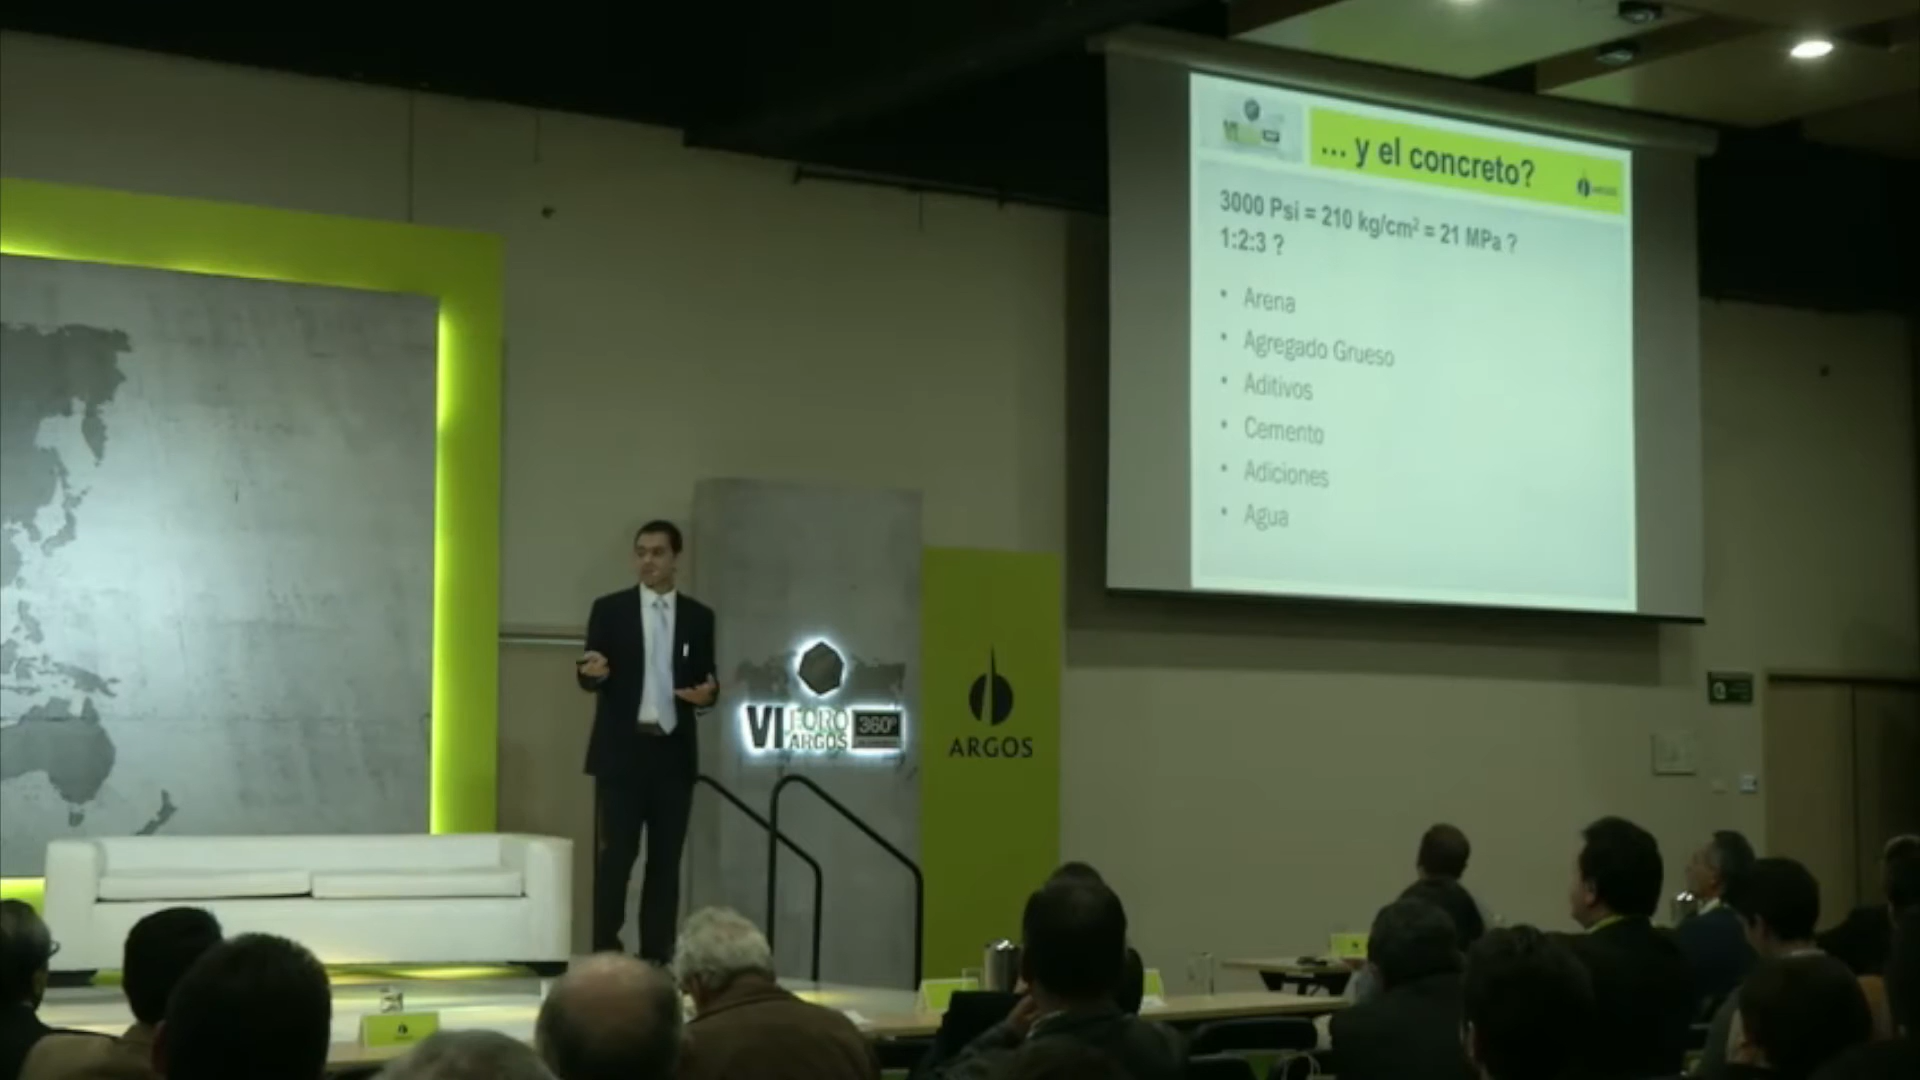 ... y el concreto?
ARGOS
3000 Psi = 210 kg/cm² = 21 MPa ?
1:2:3 ?
• Arena
• Agregado Grueso
• Aditivos
• Cemento
• Adiciones
• Agua
VI FORO ARGOS 360°
ARGOS